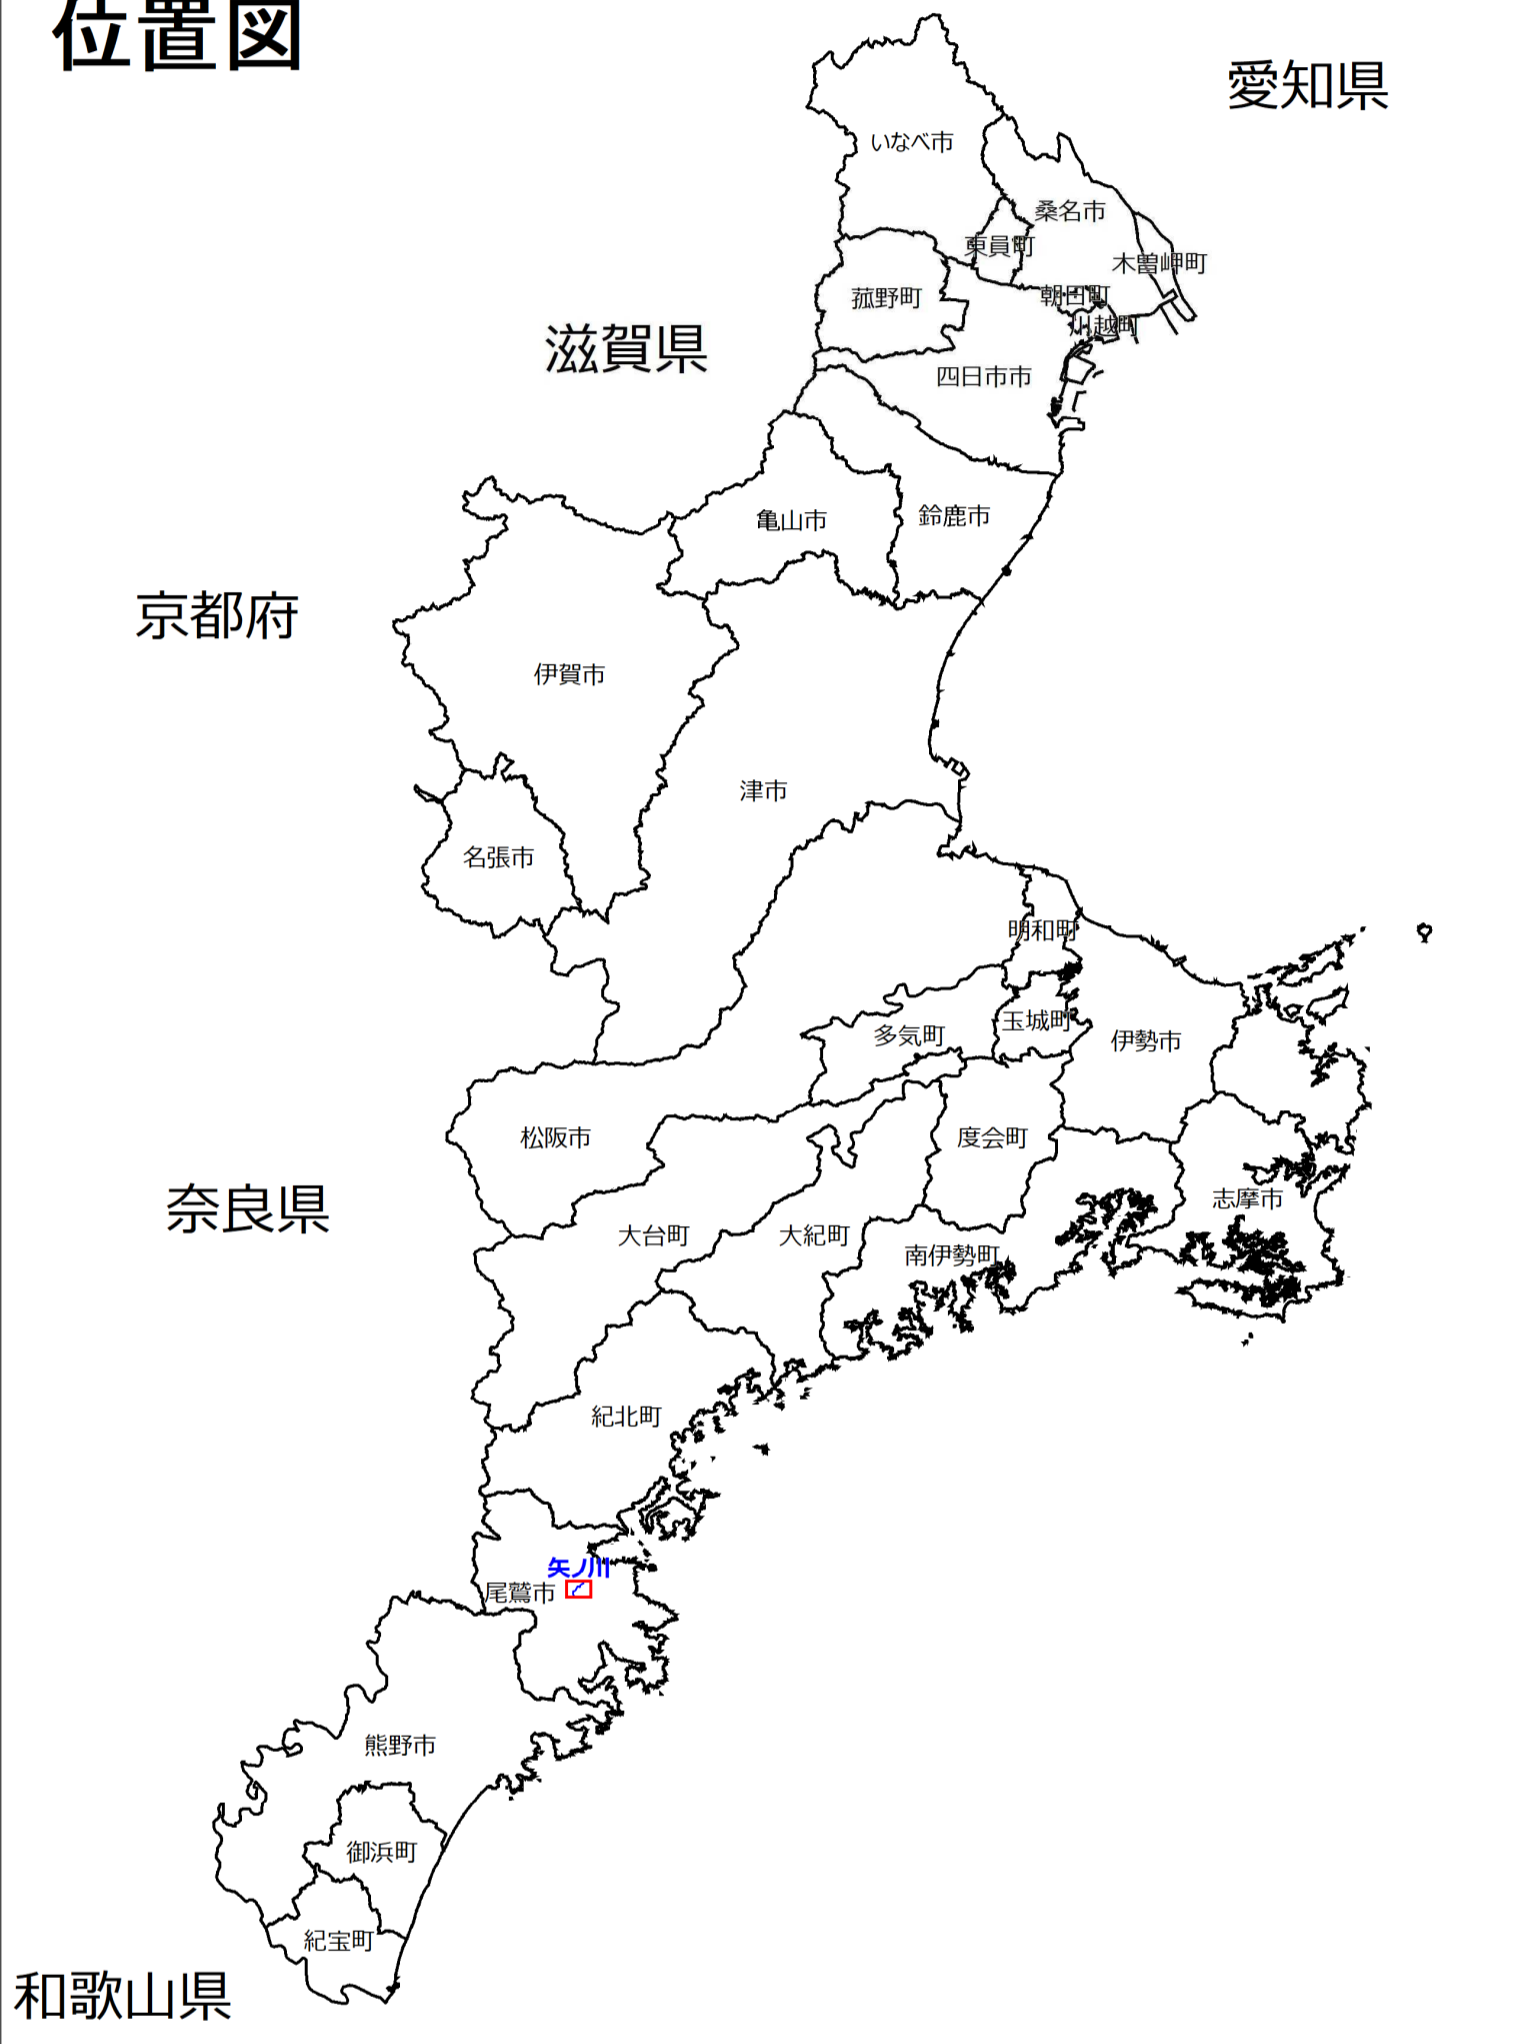 位置図
愛知県
いなべ市
桑名市
東員町
木曽岬町
菰野町
朝日町
川越町
滋賀県
四日市市
亀山市
鈴鹿市
京都府
伊賀市
津市
名張市
明和町
玉城町
多気町
伊勢市
松阪市
度会町
奈良県
志摩市
大台町
大紀町
南伊勢町
紀北町
矢ノ川
尾鷲市
熊野市
御浜町
紀宝町
和歌山県